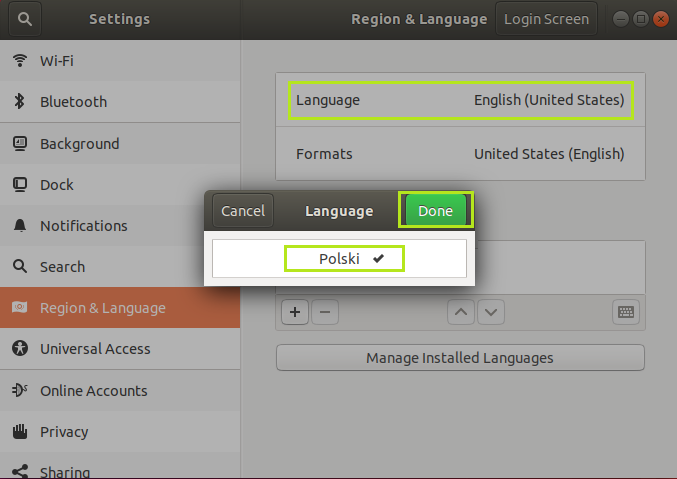 Settings
Region & Language
Login Screen
Wi-Fi
Bluetooth
Background
Dock
Notifications
Search
Region & Language
Universal Access
Online Accounts
Privacy
Sharing
Language English (United States)
Formats United States (English)
Cancel Language Done
Polski
Manage Installed Languages